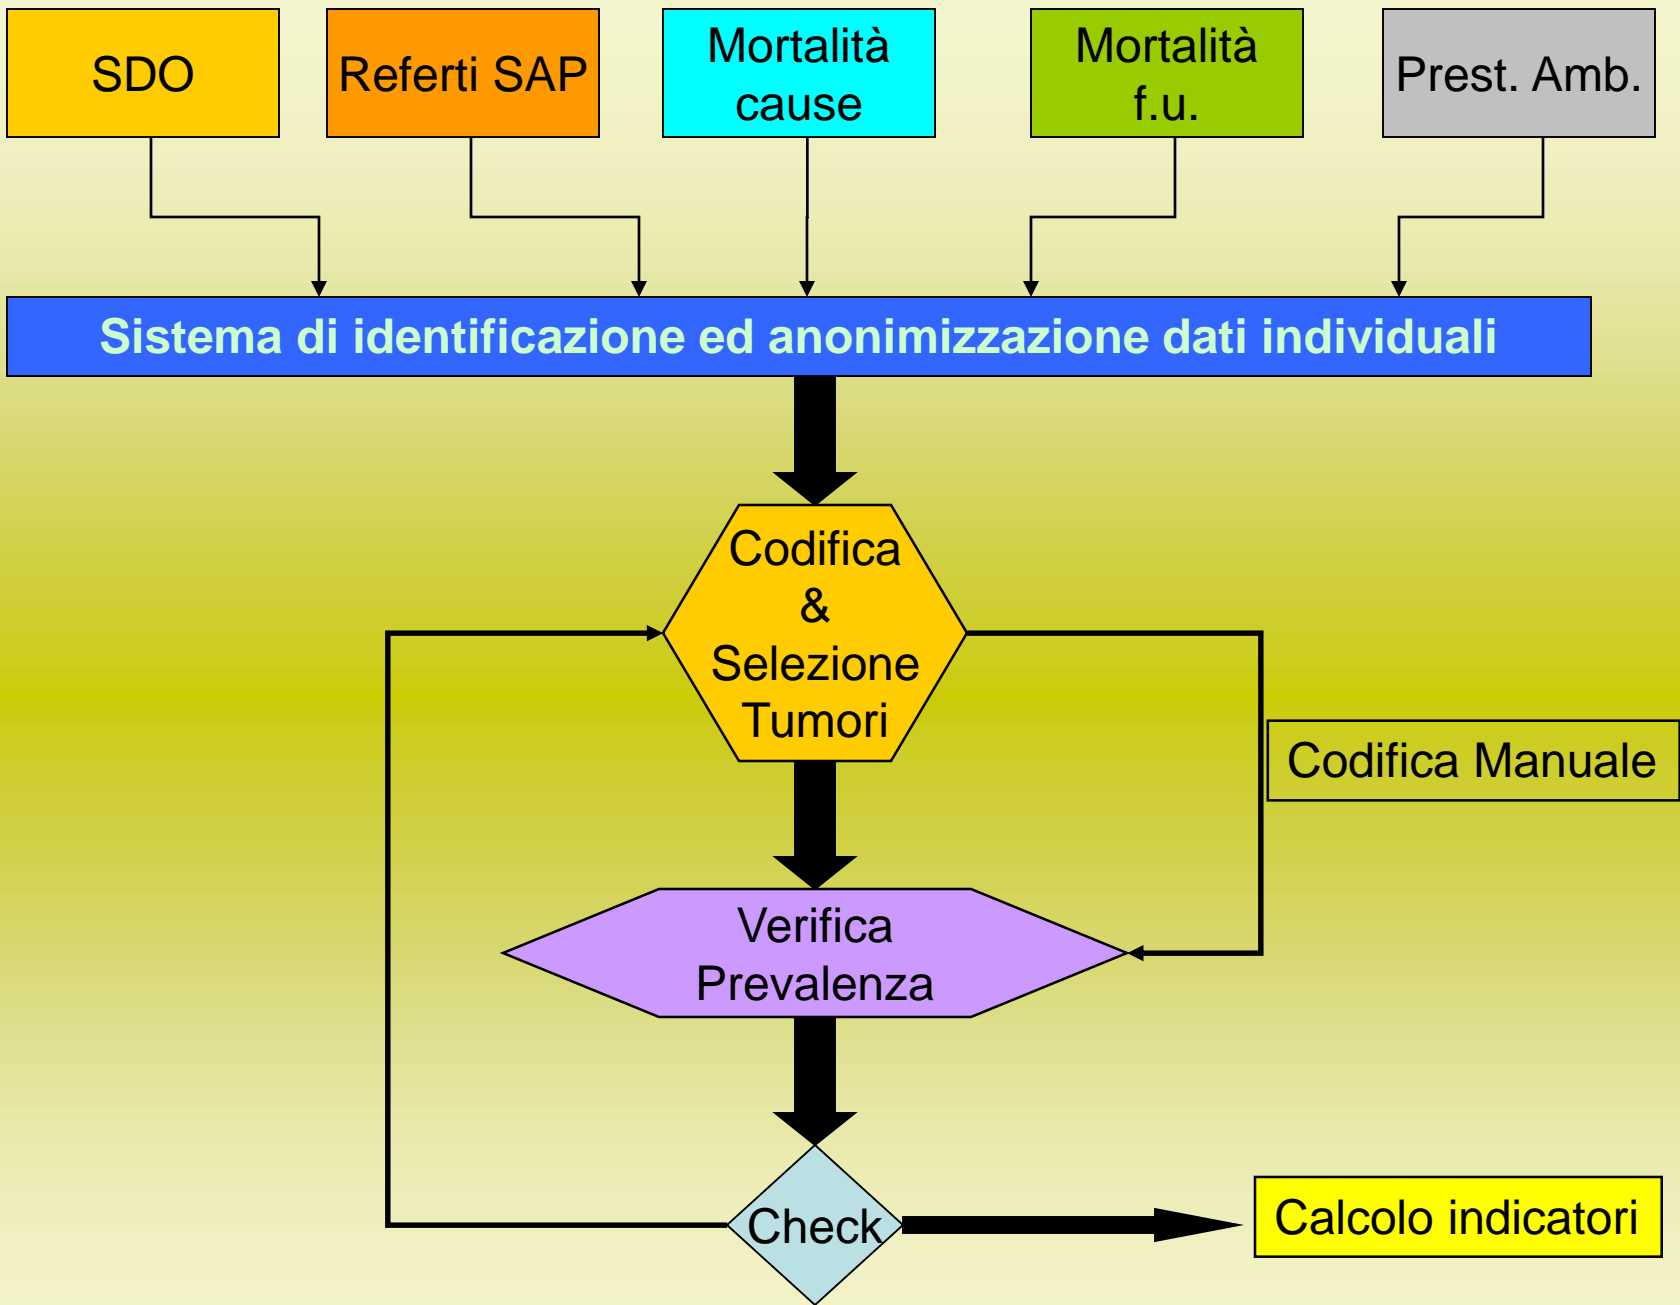 SDO
Referti SAP
Mortalità
cause
Mortalità
f.u.
Prest. Amb.
Sistema di identificazione ed anonimizzazione dati individuali
Codifica
&
Selezione
Tumori
Codifica Manuale
Verifica
Prevalenza
Check
Calcolo indicatori